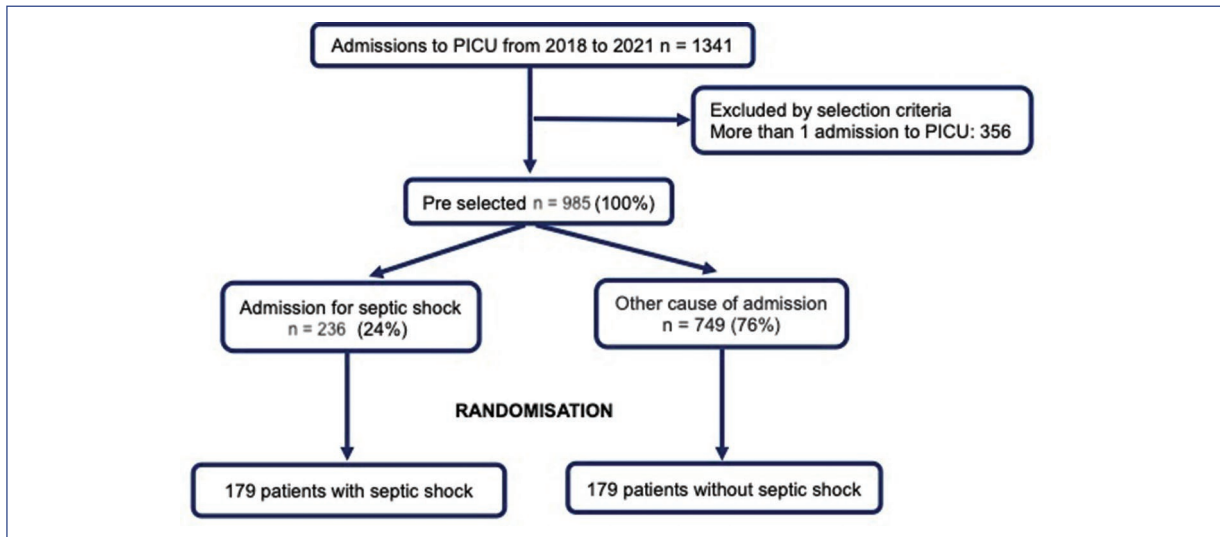 Admissions to PICU from 2018 to 2021 n = 1341
Excluded by selection criteria
More than 1 admission to PICU: 356
Pre selected n = 985 (100%)
Admission for septic shock
n = 236 (24%)
Other cause of admission
n = 749 (76%)
RANDOMISATION
179 patients with septic shock
179 patients without septic shock